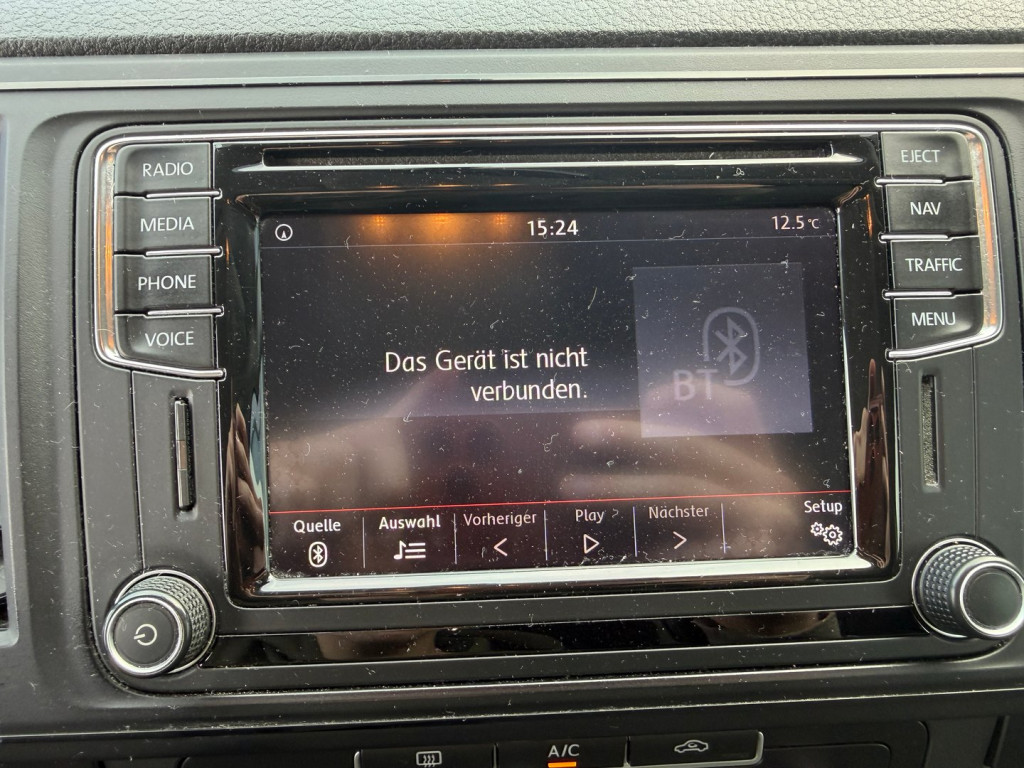 RADIO
MEDIA
PHONE
VOICE
EJECT
NAV
TRAFFIC
MENU
15:24
12.5°C
Das Gerät ist nicht
verbunden.
BT
Quelle
Auswahl
Vorheriger
Play
Nächster
Setup
A/C